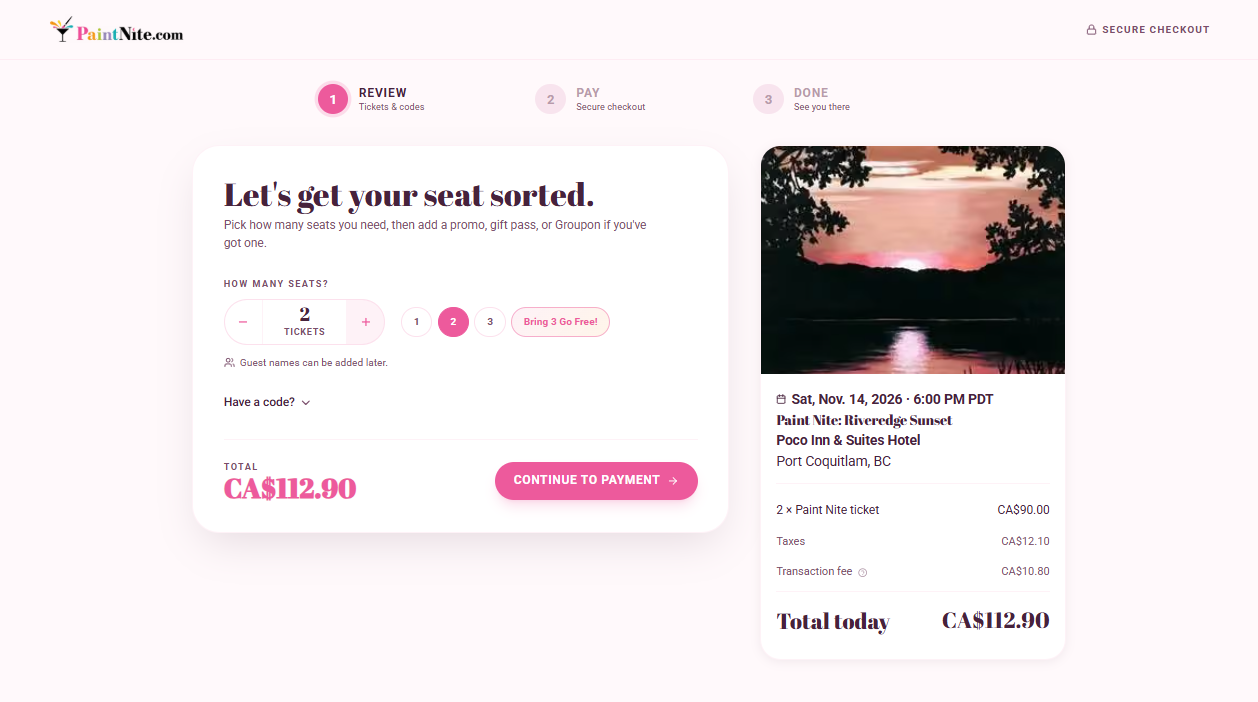 PaintNite.com
SECURE CHECKOUT
1
REVIEW
Tickets & codes
2
PAY
Secure checkout
3
DONE
See you there
Let's get your seat sorted.
Pick how many seats you need, then add a promo, gift pass, or Groupon if you've
got one.
HOW MANY SEATS?
− 2 + 1 2 3 Bring 3 Go Free!
TICKETS
Guest names can be added later.
Have a code?
TOTAL
CA$112.90
CONTINUE TO PAYMENT →
Sat, Nov. 14, 2026 · 6:00 PM PDT
Paint Nite: Riveredge Sunset
Poco Inn & Suites Hotel
Port Coquitlam, BC
2 × Paint Nite ticket CA$90.00
Taxes CA$12.10
Transaction fee ? CA$10.80
Total today CA$112.90